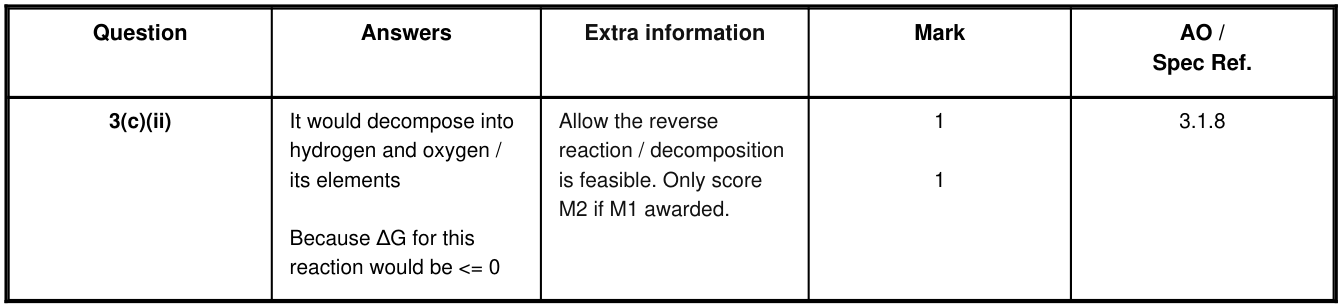 Question
Answers
Extra information
Mark
AO /
Spec Ref.
3(c)(ii)
It would decompose into
hydrogen and oxygen /
its elements
Because ΔG for this
reaction would be <= 0
Allow the reverse
reaction / decomposition
is feasible. Only score
M2 if M1 awarded.
1
1
3.1.8